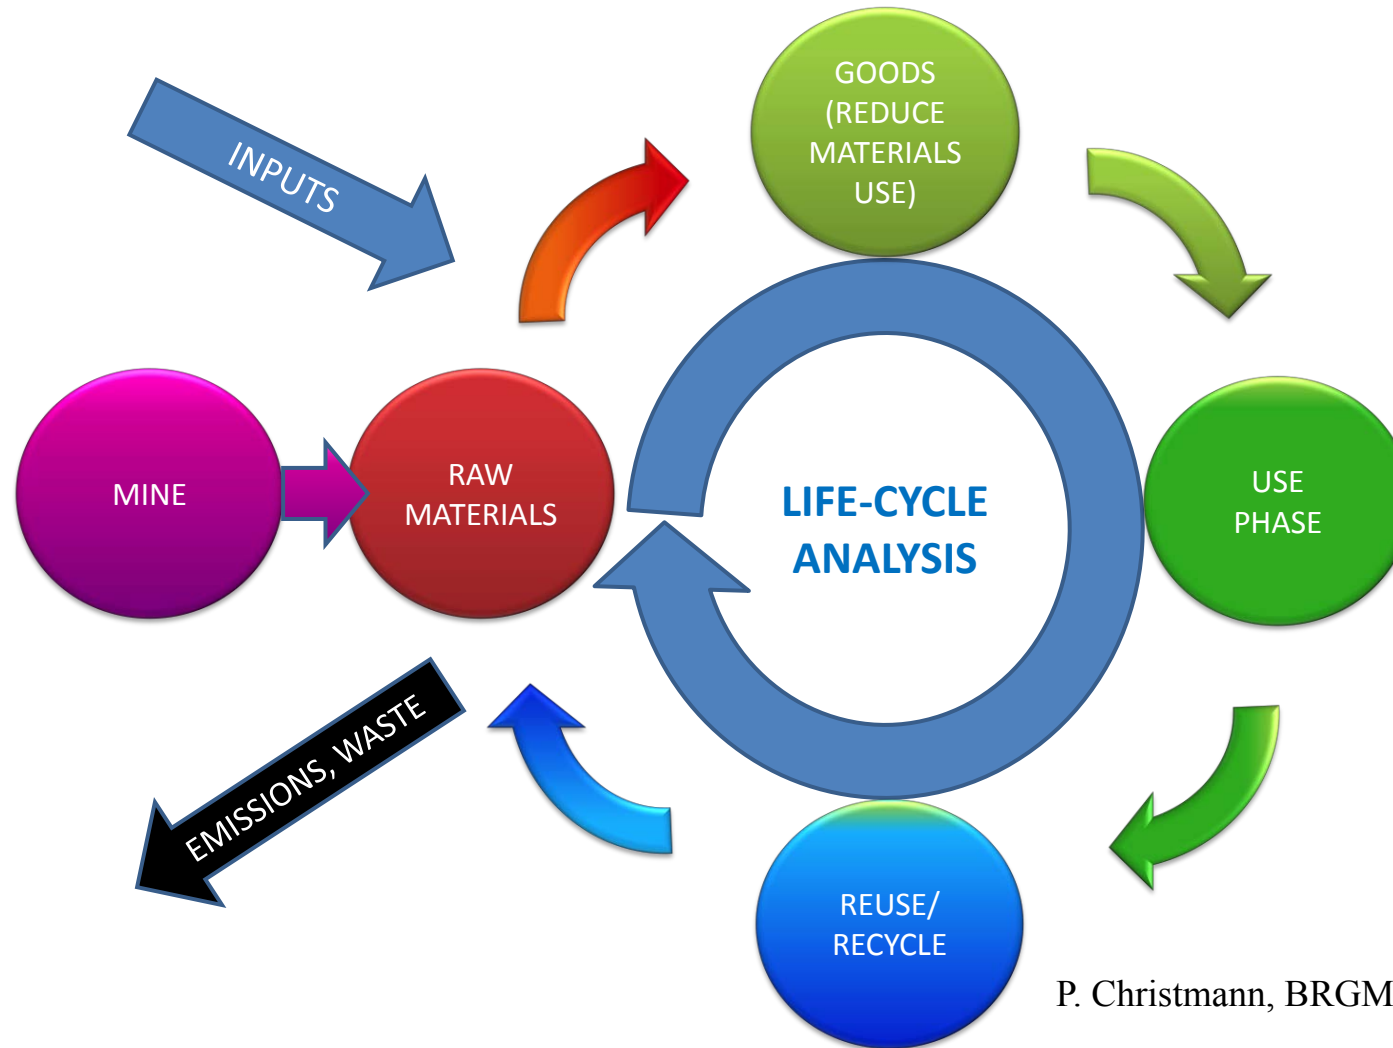 GOODS
(REDUCE
MATERIALS
USE)
INPUTS
MINE
RAW
MATERIALS
LIFE-CYCLE
ANALYSIS
USE
PHASE
EMISSIONS, WASTE
REUSE/
RECYCLE
P. Christmann, BRGM